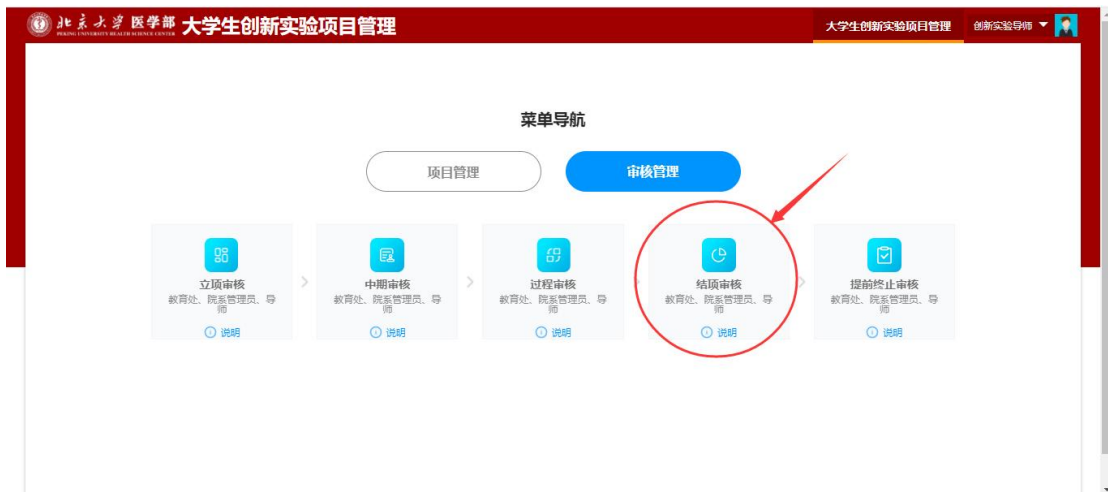 北京大学 医学部 大学生创新实验项目管理
PEKING UNIVERSITY HEALTH SCIENCE CENTER
大学生创新实验项目管理 创新实验导师
菜单导航
项目管理 审核管理
立项审核
教育处、院系管理员、导
师
说明
中期审核
教育处、院系管理员、导
师
说明
过程审核
教育处、院系管理员、导
师
说明
结项审核
教育处、院系管理员、导
师
说明
提前终止审核
教育处、院系管理员、导
师
说明